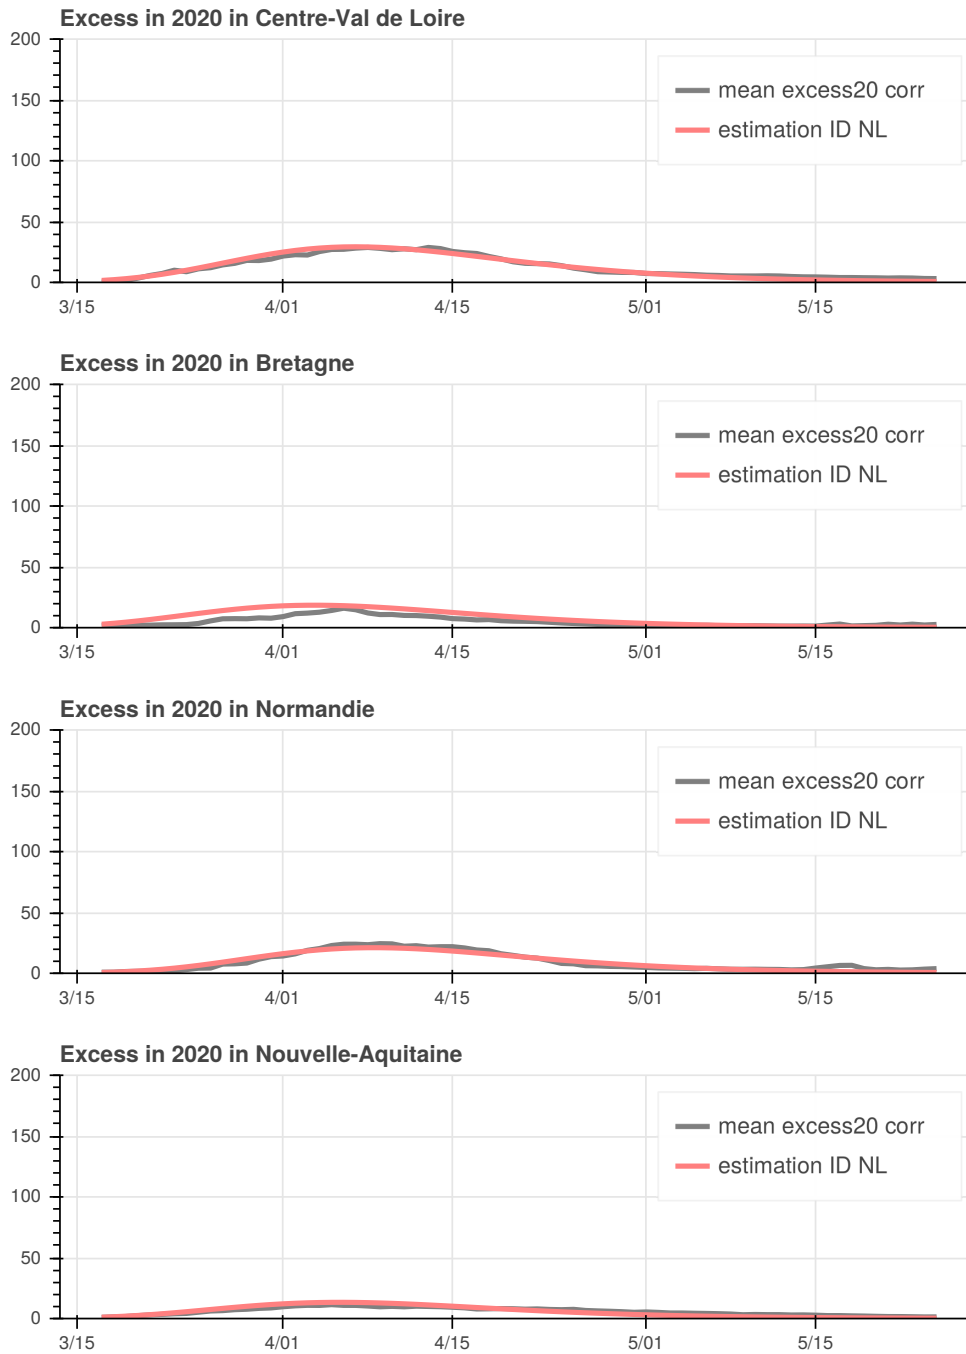 Excess in 2020 in Centre-Val de Loire
200
150
100
50
0
mean excess20 corr
estimation ID NL
3/15 4/01 4/15 5/01 5/15
Excess in 2020 in Bretagne
200
150
100
50
0
mean excess20 corr
estimation ID NL
3/15 4/01 4/15 5/01 5/15
Excess in 2020 in Normandie
200
150
100
50
0
mean excess20 corr
estimation ID NL
3/15 4/01 4/15 5/01 5/15
Excess in 2020 in Nouvelle-Aquitaine
200
150
100
50
0
mean excess20 corr
estimation ID NL
3/15 4/01 4/15 5/01 5/15